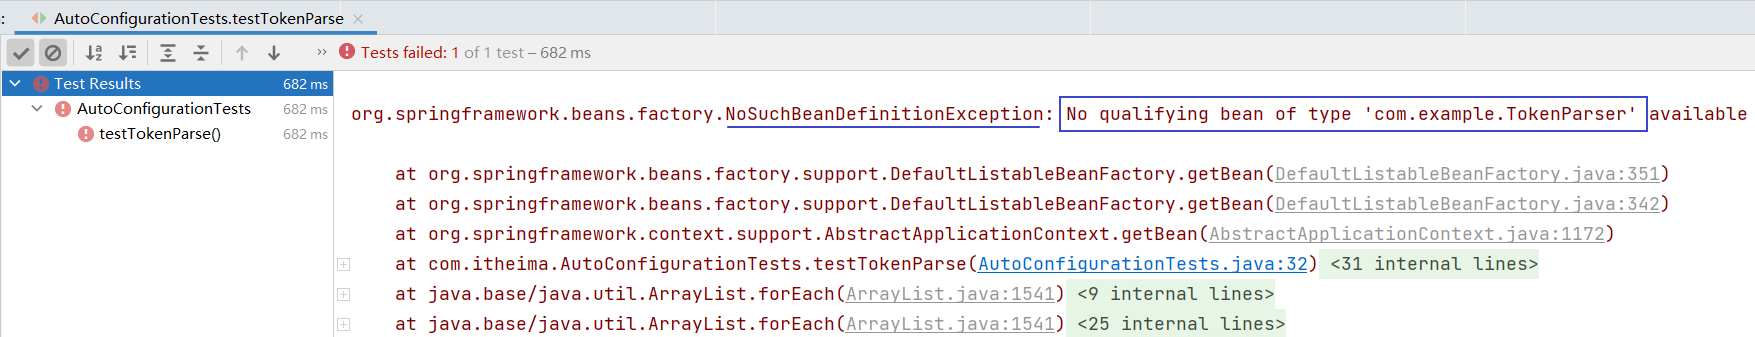 : AutoConfigurationTests.testTokenParse ×
» Tests failed: 1 of 1 test – 682 ms
Test Results 682 ms
AutoConfigurationTests 682 ms
testTokenParse() 682 ms
org.springframework.beans.factory.NoSuchBeanDefinitionException: No qualifying bean of type 'com.example.TokenParser' available
at org.springframework.beans.factory.support.DefaultListableBeanFactory.getBean(DefaultListableBeanFactory.java:351)
at org.springframework.beans.factory.support.DefaultListableBeanFactory.getBean(DefaultListableBeanFactory.java:342)
at org.springframework.context.support.AbstractApplicationContext.getBean(AbstractApplicationContext.java:1172)
at com.itheima.AutoConfigurationTests.testTokenParse(AutoConfigurationTests.java:32) <31 internal lines>
at java.base/java.util.ArrayList.forEach(ArrayList.java:1541) <9 internal lines>
at java.base/java.util.ArrayList.forEach(ArrayList.java:1541) <25 internal lines>